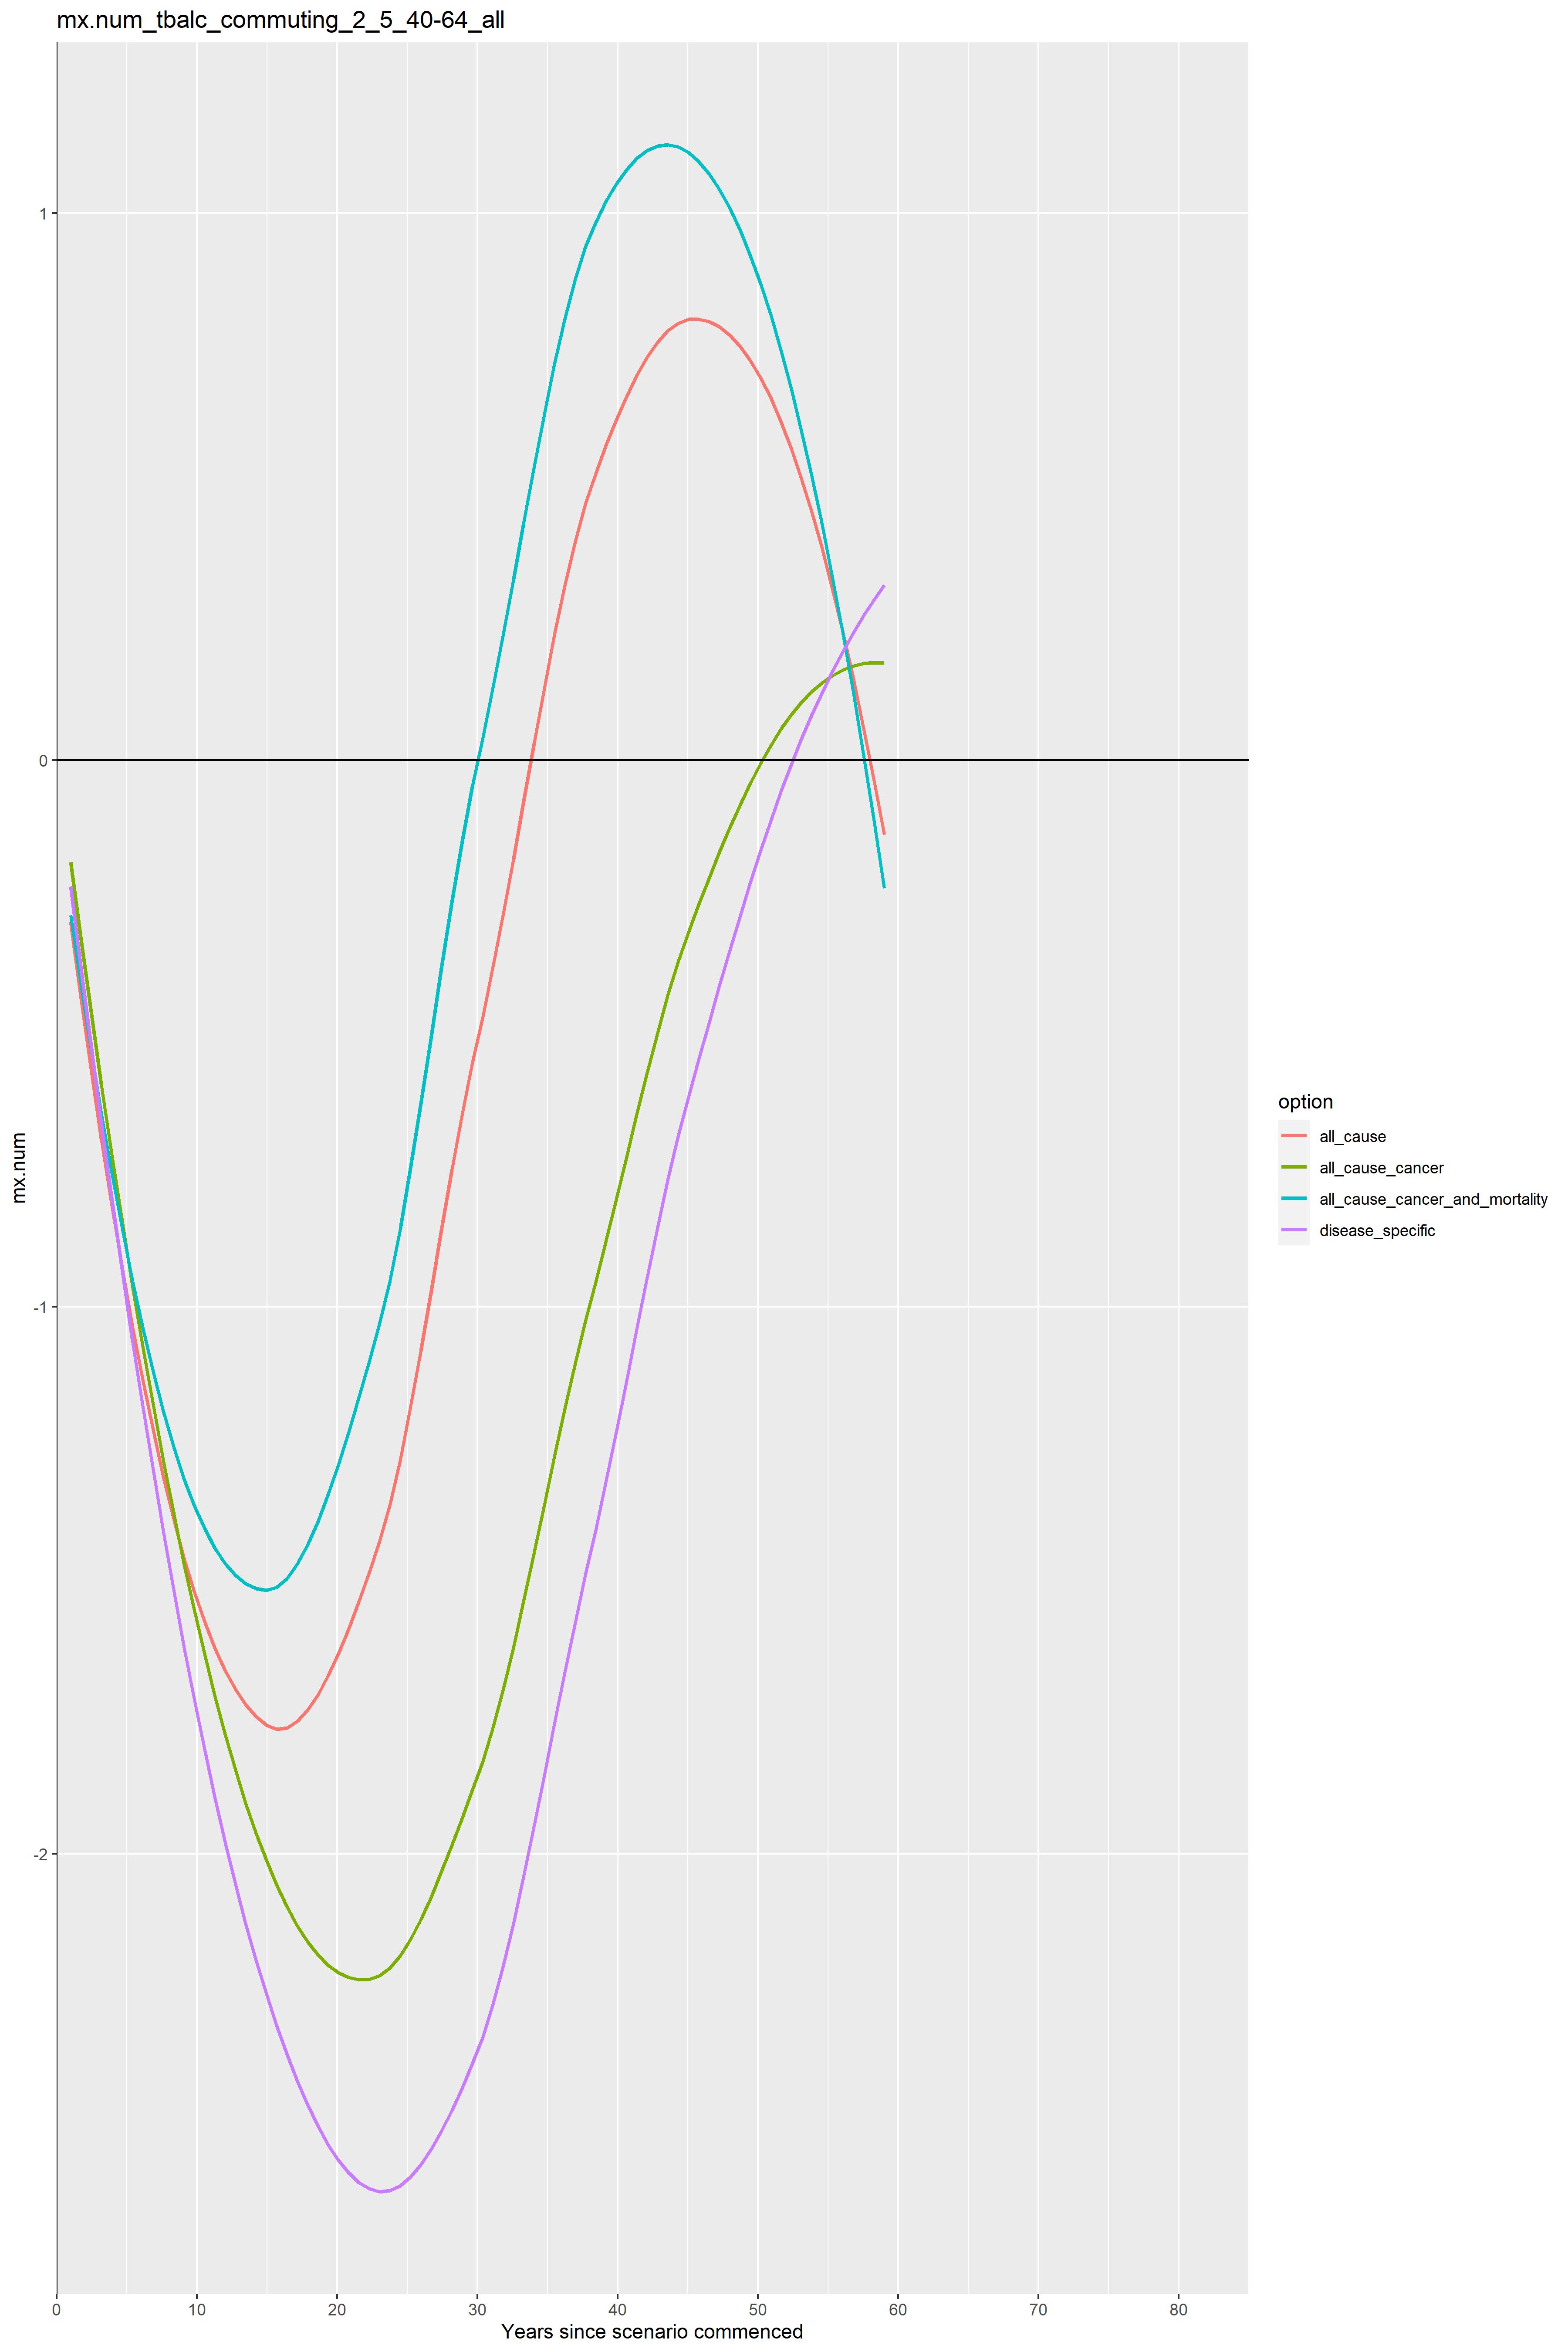 mx.num_tbalc_commuting_2_5_40-64_all
1
0
-1
-2
mx.num
0 10 20 30 40 50 60 70 80
Years since scenario commenced
option
all_cause
all_cause_cancer
all_cause_cancer_and_mortality
disease_specific